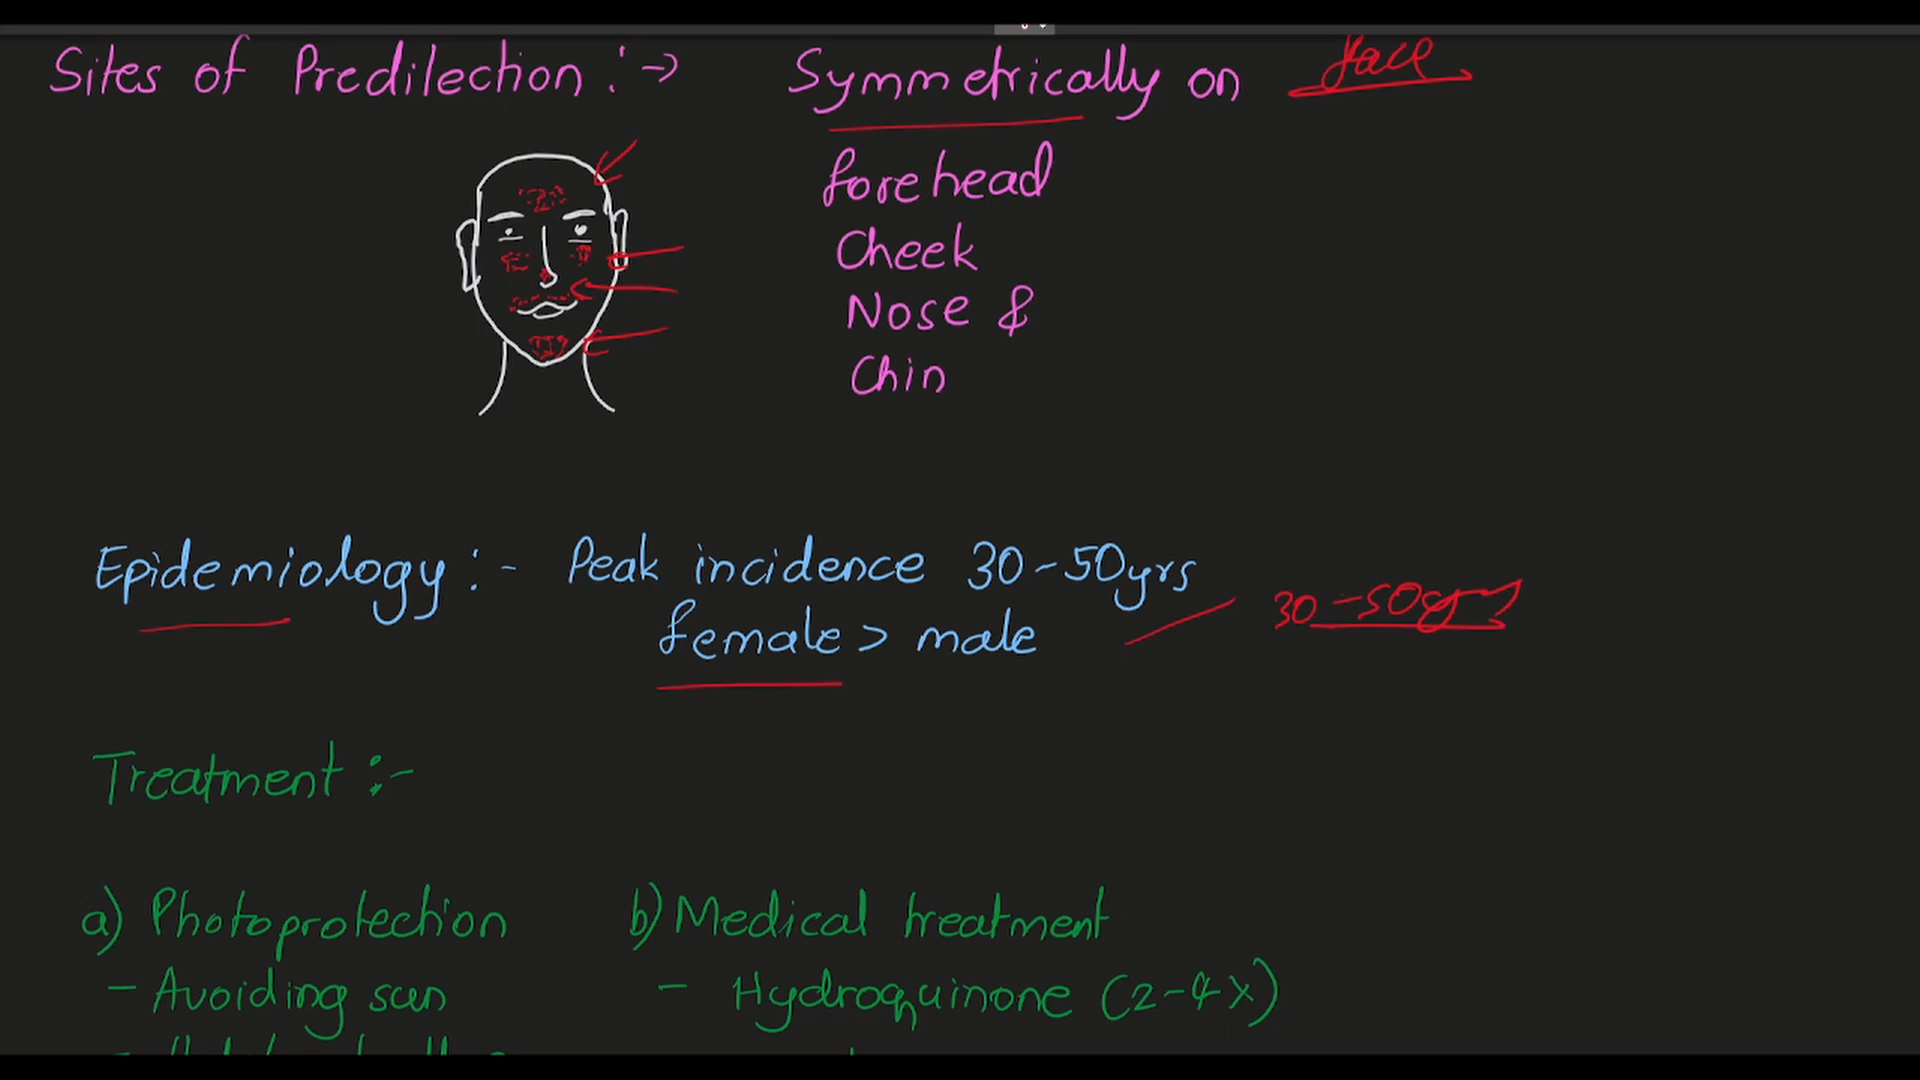 Sites of Predilection :→ Symmetrically on face
forehead
Cheek
Nose &
Chin
Epidemiology :- Peak incidence 30-50yrs
female > male
30-50yrs
Treatment :-
a) Photoprotection
- Avoiding sun
b) Medical treatment
- Hydroquinone (2-4%)